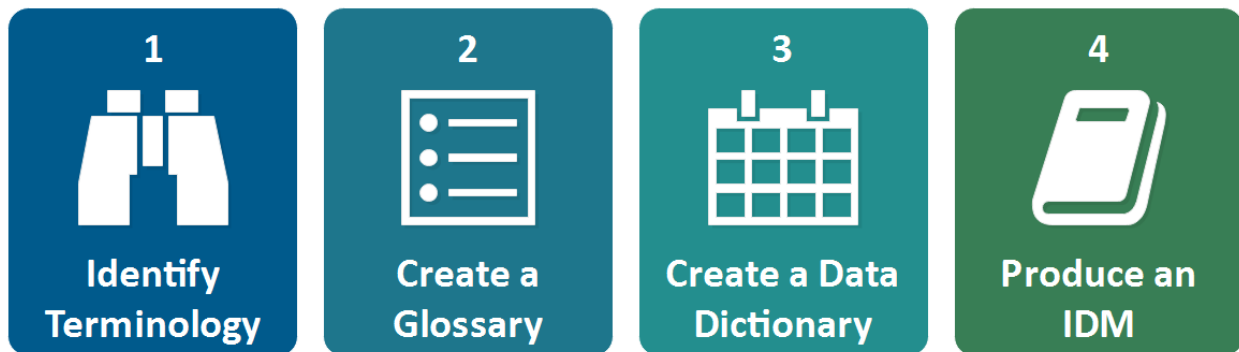 1
Identify
Terminology
2
Create a
Glossary
3
Create a Data
Dictionary
4
Produce an
IDM